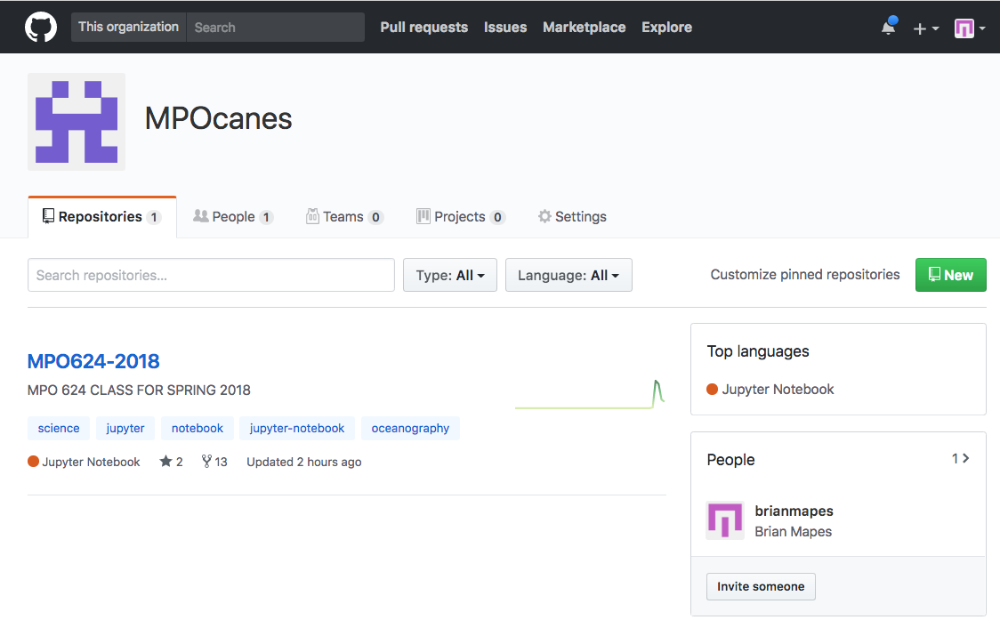 This organization Search Pull requests Issues Marketplace Explore
MPOcanes
Repositories 1 People 1 Teams 0 Projects 0 Settings
Search repositories... Type: All Language: All Customize pinned repositories New
MPO624-2018
MPO 624 CLASS FOR SPRING 2018
science jupyter notebook jupyter-notebook oceanography
Jupyter Notebook 2 13 Updated 2 hours ago
Top languages
Jupyter Notebook
People 1
brianmapes
Brian Mapes
Invite someone